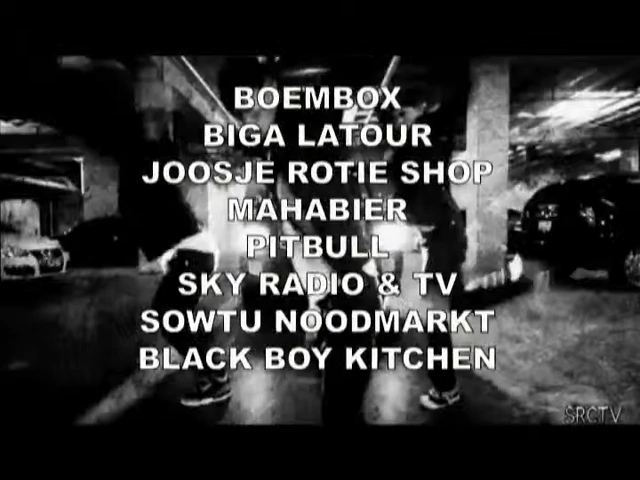 BOEMBOX
BIGA LATOUR
JOOSJE ROTIE SHOP
MAHABIER
PITBULL
SKY RADIO & TV
SOWTU NOODMARKT
BLACK BOY KITCHEN
SRCTV